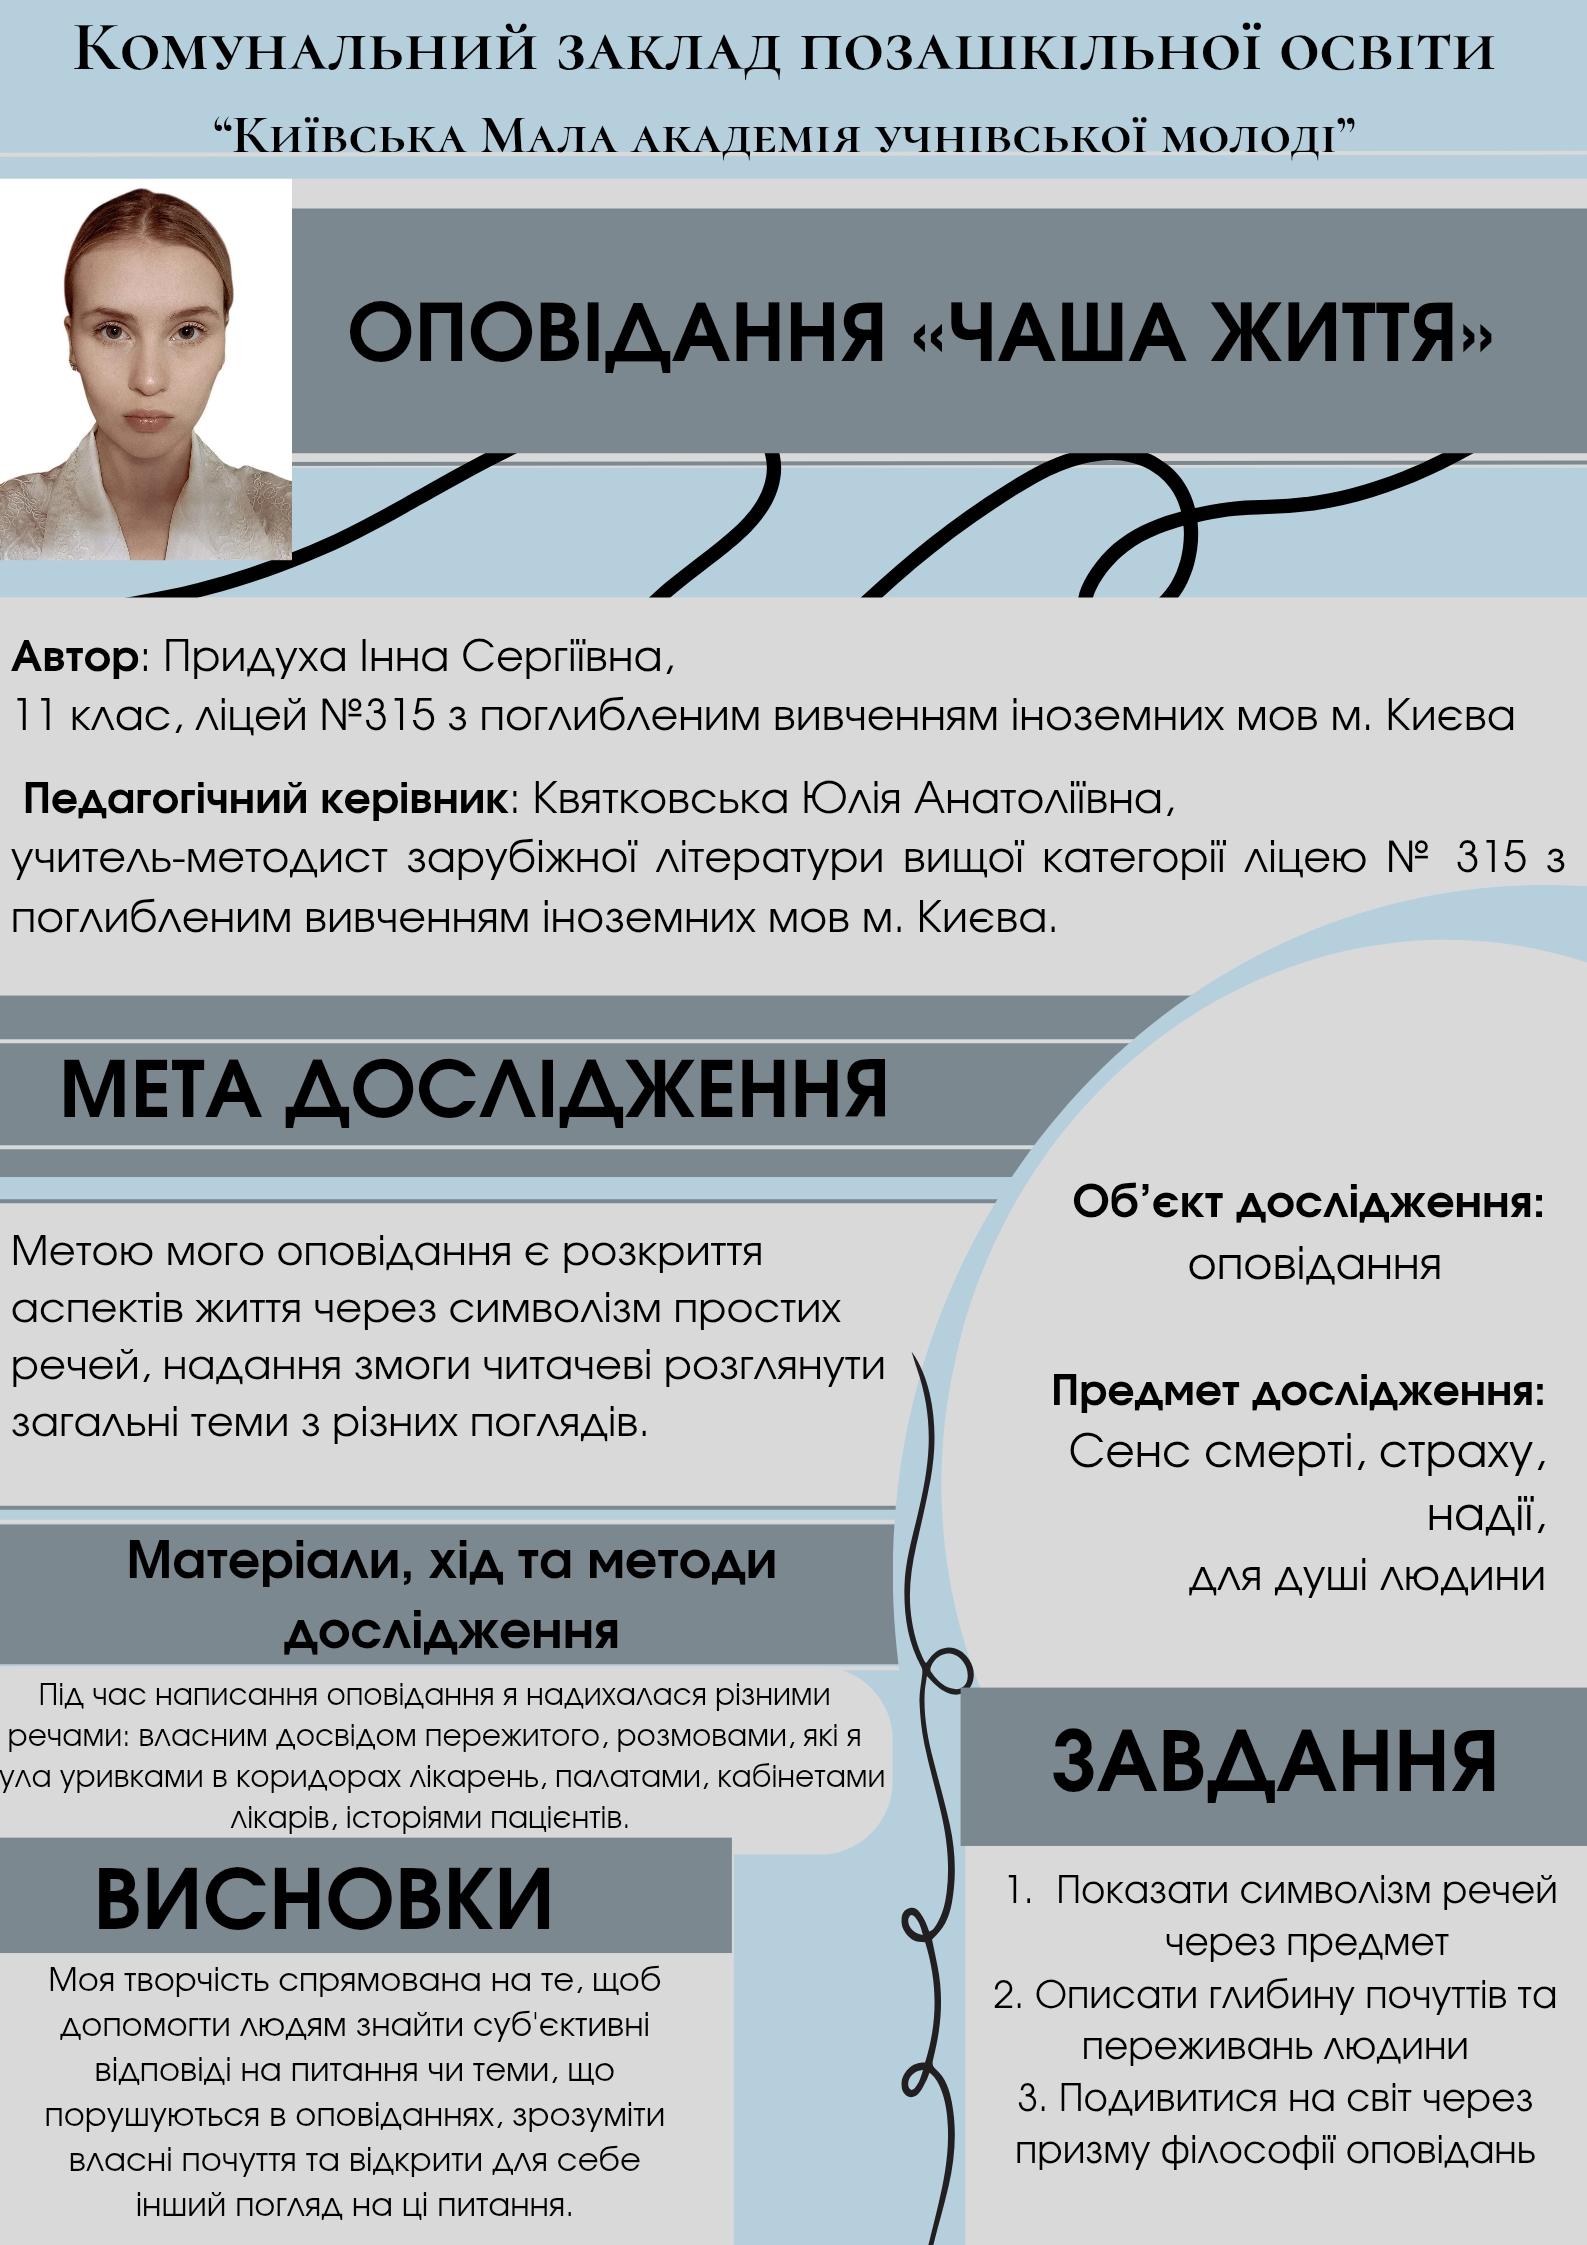 Комунальний заклад позашкільної освіти
“Київська Мала академія учнівської молоді”
ОПОВІДАННЯ «ЧАША ЖИТТЯ»
Автор: Придуха Інна Сергіївна,
11 клас, ліцей №315 з поглибленим вивченням іноземних мов м. Києва
Педагогічний керівник: Квятковська Юлія Анатоліївна,
учитель-методист зарубіжної літератури вищої категорії ліцею № 315 з
поглибленим вивченням іноземних мов м. Києва.
МЕТА ДОСЛІДЖЕННЯ
Метою мого оповідання є розкриття
аспектів життя через символізм простих
речей, надання змоги читачеві розглянути
загальні теми з різних поглядів.
Об’єкт дослідження:
оповідання
Предмет дослідження:
Сенс смерті, страху,
надії,
для душі людини
Матеріали, хід та методи
дослідження
Під час написання оповідання я надихалася різними
речами: власним досвідом пережитого, розмовами, які я
ула уривками в коридорах лікарень, палатами, кабінетами
лікарів, історіями пацієнтів.
ВИСНОВКИ
Моя творчість спрямована на те, щоб
допомогти людям знайти суб'єктивні
відповіді на питання чи теми, що
порушуються в оповіданнях, зрозуміти
власні почуття та відкрити для себе
інший погляд на ці питання.
ЗАВДАННЯ
1. Показати символізм речей
через предмет
2. Описати глибину почуттів та
переживань людини
3. Подивитися на світ через
призму філософії оповідань